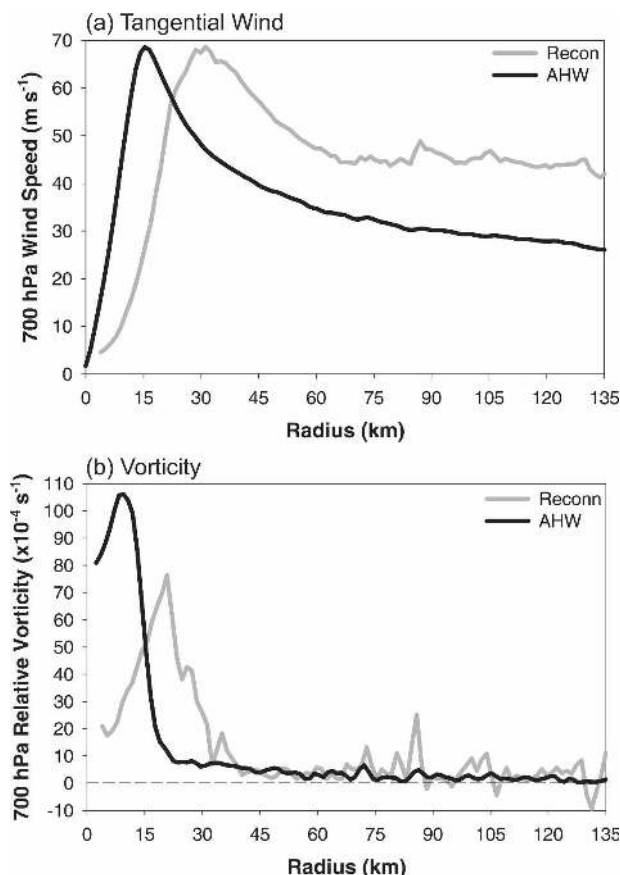 (a) Tangential Wind
700 hPa Wind Speed (m s⁻¹)
70
60
50
40
30
20
10
0
Recon
AHW
0 15 30 45 60 75 90 105 120 135
Radius (km)
(b) Vorticity
700 hPa Relative Vorticity (x10⁻⁴ s⁻¹)
110
100
90
80
70
60
50
40
30
20
10
0
-10
Reconn
AHW
0 15 30 45 60 75 90 105 120 135
Radius (km)